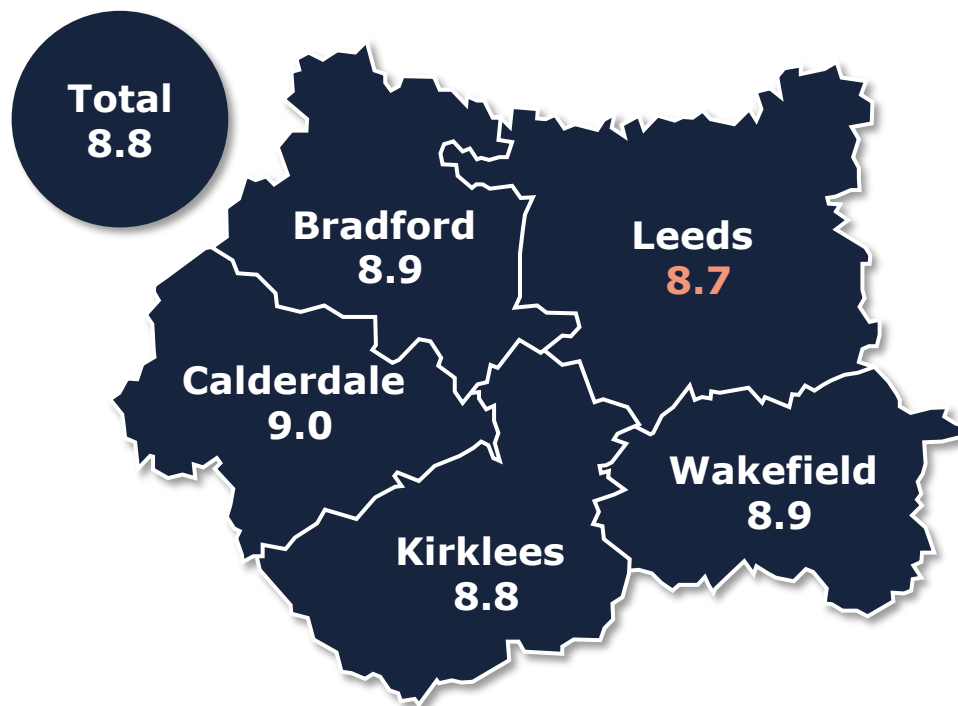 Total
8.8
Bradford
8.9
Leeds
8.7
Calderdale
9.0
Wakefield
8.9
Kirklees
8.8